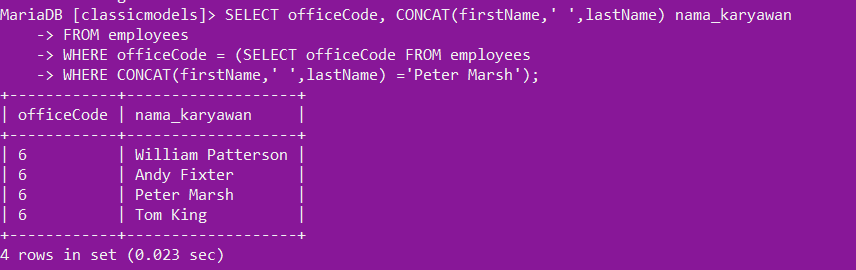 MariaDB [classicmodels]> SELECT officeCode, CONCAT(firstName,' ',lastName) nama_karyawan
    -> FROM employees
    -> WHERE officeCode = (SELECT officeCode FROM employees
    -> WHERE CONCAT(firstName,' ',lastName) ='Peter Marsh');
+------------+-------------------+
| officeCode | nama_karyawan     |
+------------+-------------------+
| 6          | William Patterson |
| 6          | Andy Fixter       |
| 6          | Peter Marsh       |
| 6          | Tom King          |
+------------+-------------------+
4 rows in set (0.023 sec)